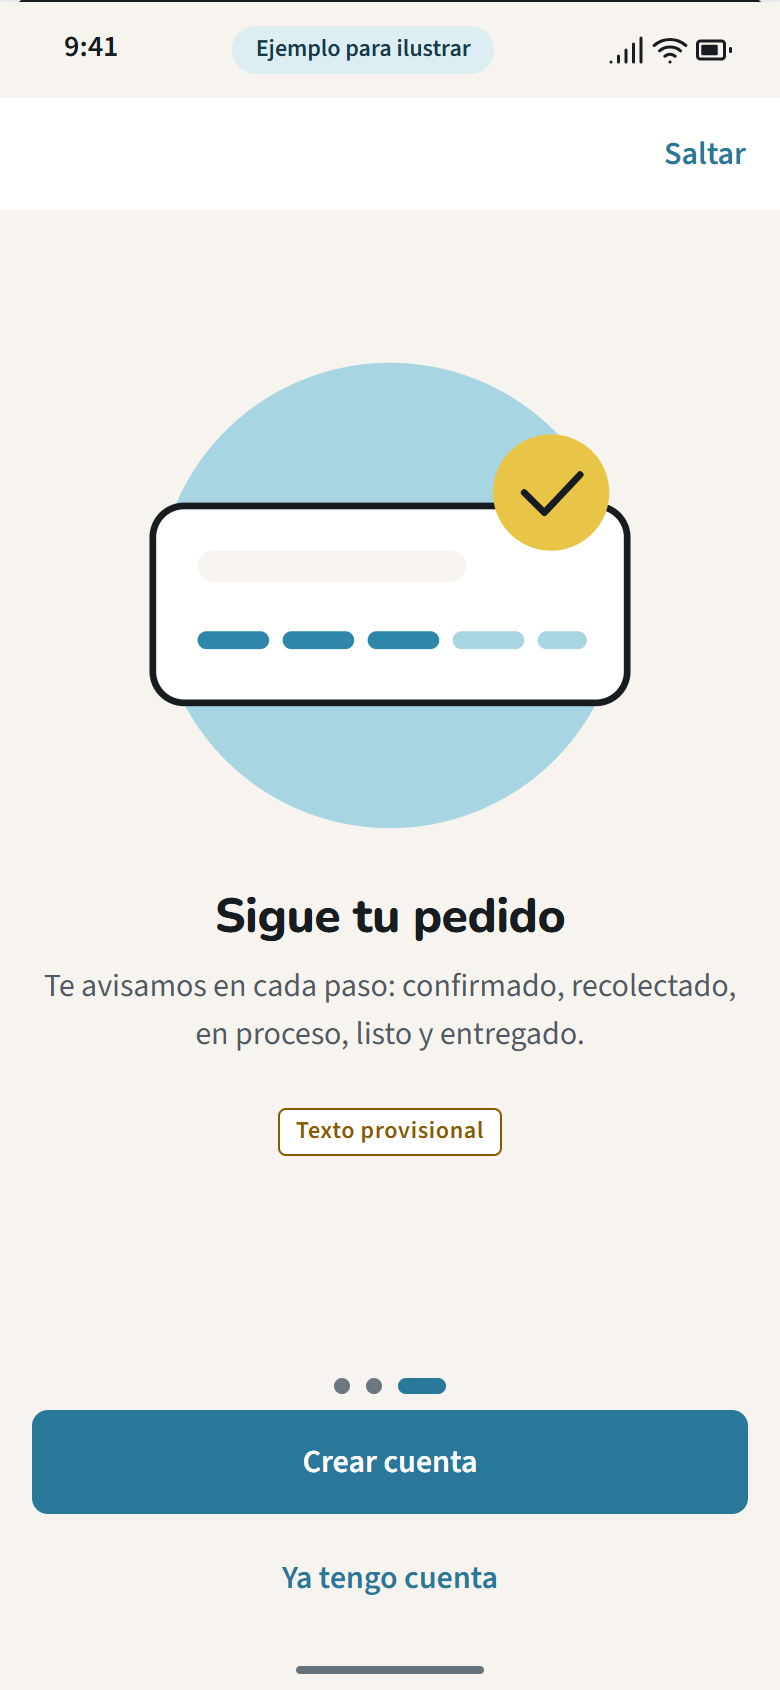 9:41
Ejemplo para ilustrar
Saltar
Sigue tu pedido
Te avisamos en cada paso: confirmado, recolectado,
en proceso, listo y entregado.
Texto provisional
Crear cuenta
Ya tengo cuenta